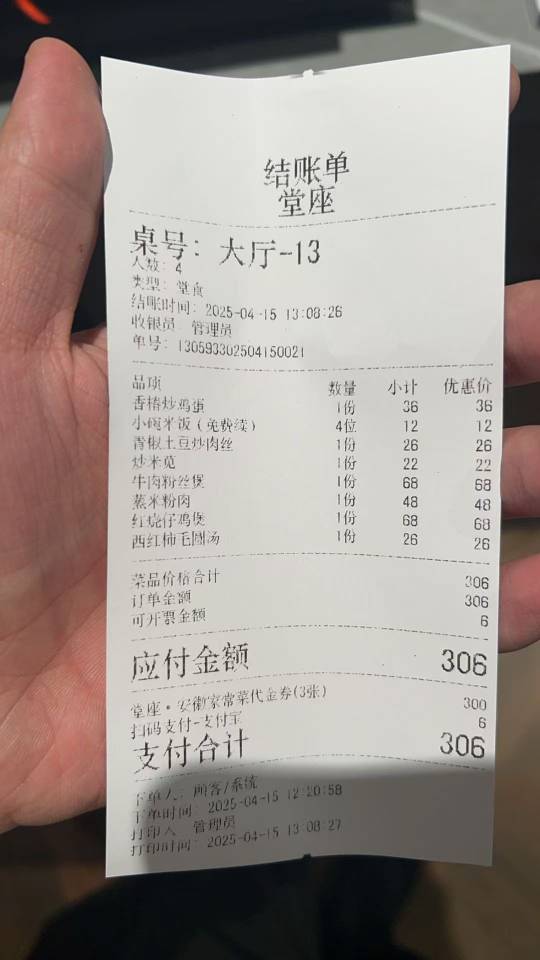 结账单
堂座
桌号: 大厅-13
人数: 4
类型: 堂食
结账时间: 2025-04-15 13:08:26
收银员 管理员
单号: 130593302504150021
品项 数量 小计 优惠价
香椿炒鸡蛋 1份 36 36
小碗米饭(免费续) 4位 12 12
青椒土豆炒肉丝 1份 26 26
炒米苋 1份 22 22
牛肉粉丝煲 1份 68 68
蒸米粉肉 1份 48 48
红烧仔鸡煲 1份 68 68
西红柿毛圆汤 1份 26 26
菜品价格合计 306
订单金额 306
可开票金额 6
应付金额 306
堂座·安徽家常菜代金券(3张) 300
扫码支付-支付宝 6
支付合计 306
下单人: 顾客/系统
下单时间: 2025-04-15 12:20:58
打印人 管理员
打印时间: 2025-04-15 13:08:27